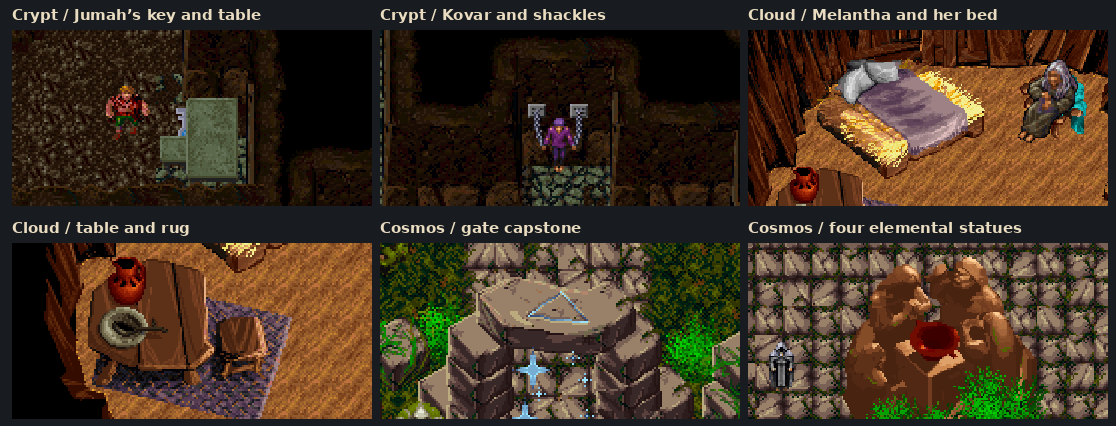 Crypt / Jumah’s key and table
Crypt / Kovar and shackles
Cloud / Melantha and her bed
Cloud / table and rug
Cosmos / gate capstone
Cosmos / four elemental statues